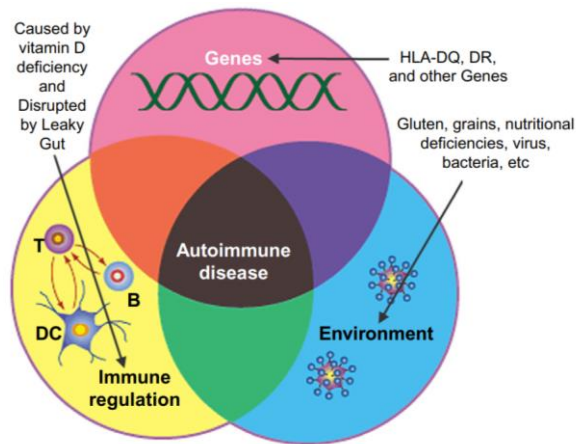 Caused by
vitamin D
deficiency
and
Disrupted
by Leaky
Gut
Genes
HLA-DQ, DR,
and other Genes
Gluten, grains, nutritional
deficiencies, virus,
bacteria, etc
Autoimmune
disease
T
B
DC
Immune
regulation
Environment